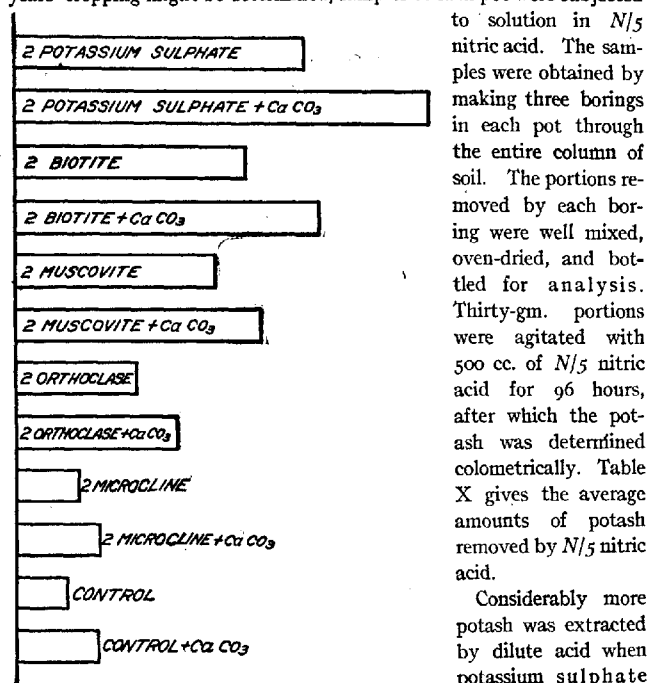 cropping might be
were subjected
2 POTASSIUM SULPHATE
2 POTASSIUM SULPHATE + Ca CO₃
2 BIOTITE
2 BIOTITE + Ca CO₃
2 MUSCOVITE
2 MUSCOVITE + Ca CO₃
2 ORTHOCLASE
2 ORTHOCLASE + Ca CO₃
2 MICROCLINE
2 MICROCLINE + Ca CO₃
CONTROL
CONTROL + Ca CO₃
to solution in N/5
nitric acid. The sam-
ples were obtained by
making three borings
in each pot through
the entire column of
soil. The portions re-
moved by each bor-
ing were well mixed,
oven-dried, and bot-
tled for analysis.
Thirty-gm. portions
were agitated with
500 cc. of N/5 nitric
acid for 96 hours,
after which the pot-
ash was determined
colometrically. Table
X gives the average
amounts of potash
removed by N/5 nitric
acid.
Considerably more
potash was extracted
by dilute acid when
potassium sulphate